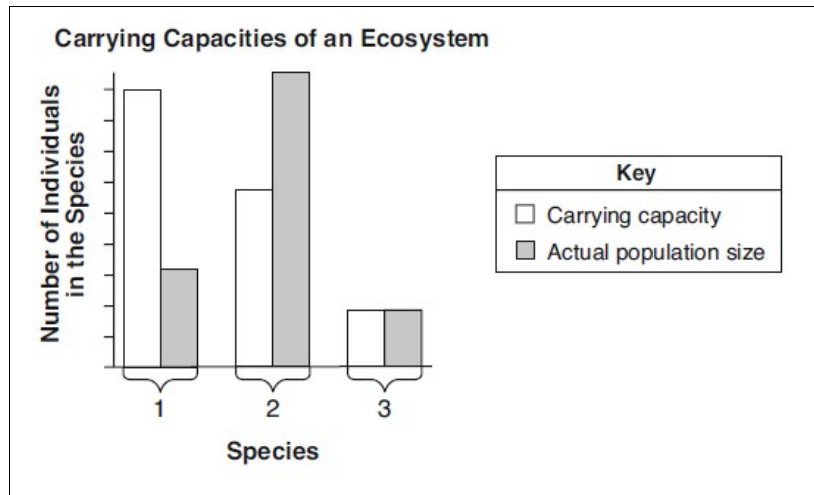 Carrying Capacities of an Ecosystem
Number of Individuals
in the Species
1
2
3
Species
Key
Carrying capacity
Actual population size